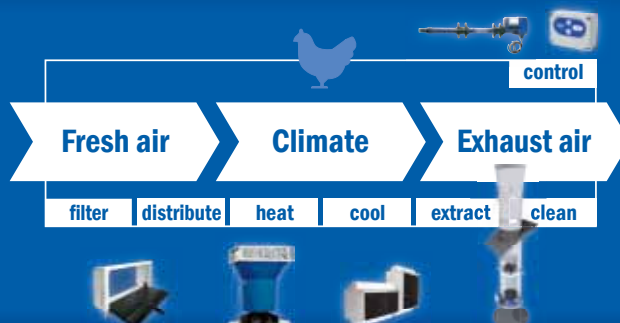 control
Fresh air
Climate
Exhaust air
filter
distribute
heat
cool
extract
clean